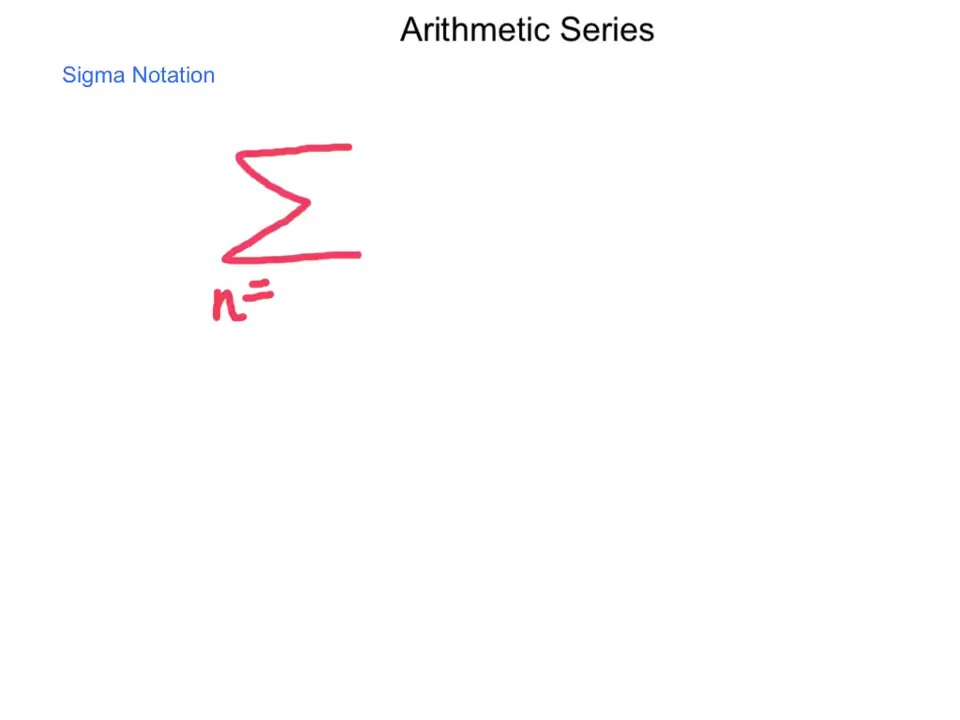 Arithmetic Series
Sigma Notation
Σ
n=